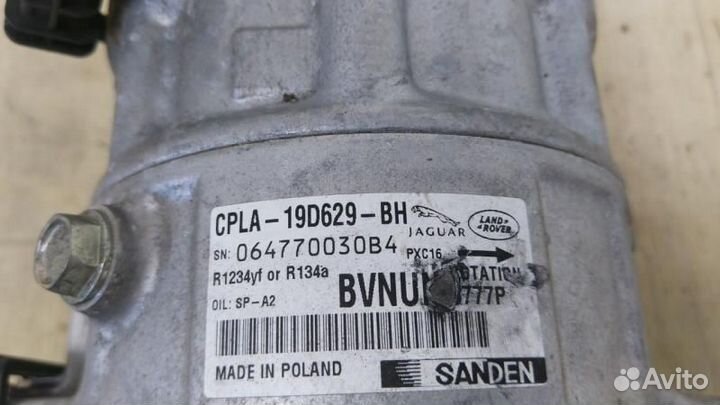 CPLA-19D629-BH
JAGUAR
LAND ROVER
SN: 064770030B4
PXC16
R1234yf or R134a
ROTATION
OIL: SP-A2
777P
MADE IN POLAND
SANDEN
Avito